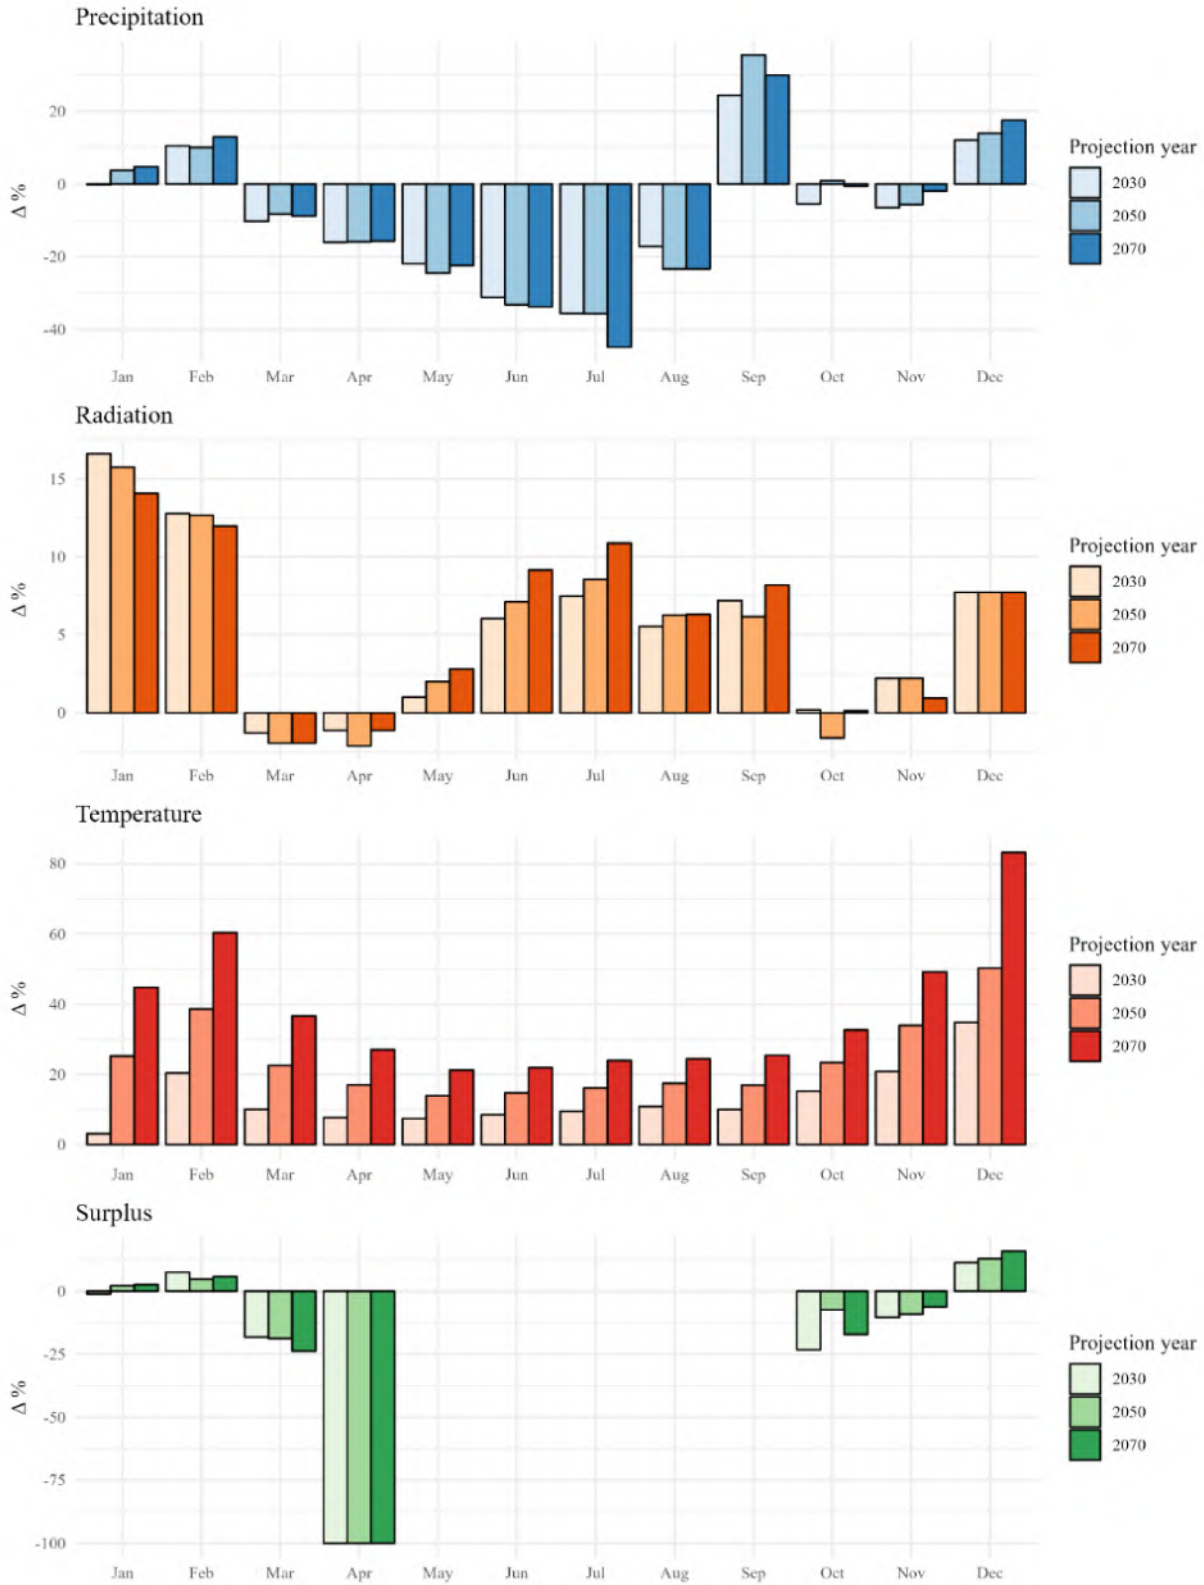 Precipitation
Δ %
20
0
-20
-40
Jan Feb Mar Apr May Jun Jul Aug Sep Oct Nov Dec
Projection year
2030
2050
2070
Radiation
Δ %
15
10
5
0
Jan Feb Mar Apr May Jun Jul Aug Sep Oct Nov Dec
Projection year
2030
2050
2070
Temperature
Δ %
80
60
40
20
0
Jan Feb Mar Apr May Jun Jul Aug Sep Oct Nov Dec
Projection year
2030
2050
2070
Surplus
Δ %
0
-25
-50
-75
-100
Jan Feb Mar Apr May Jun Jul Aug Sep Oct Nov Dec
Projection year
2030
2050
2070